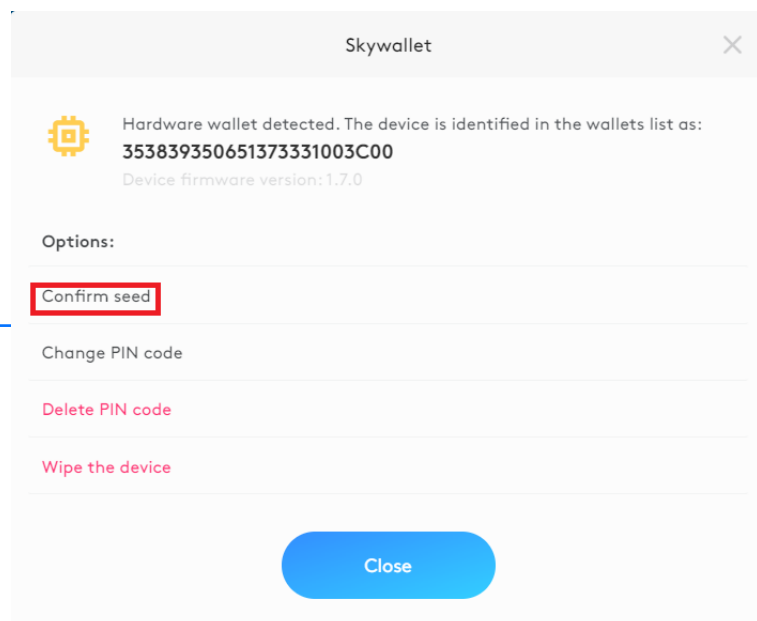 Skywallet
Hardware wallet detected. The device is identified in the wallets list as:
353839350651373331003C00
Device firmware version: 1.7.0
Options:
Confirm seed
Change PIN code
Delete PIN code
Wipe the device
Close